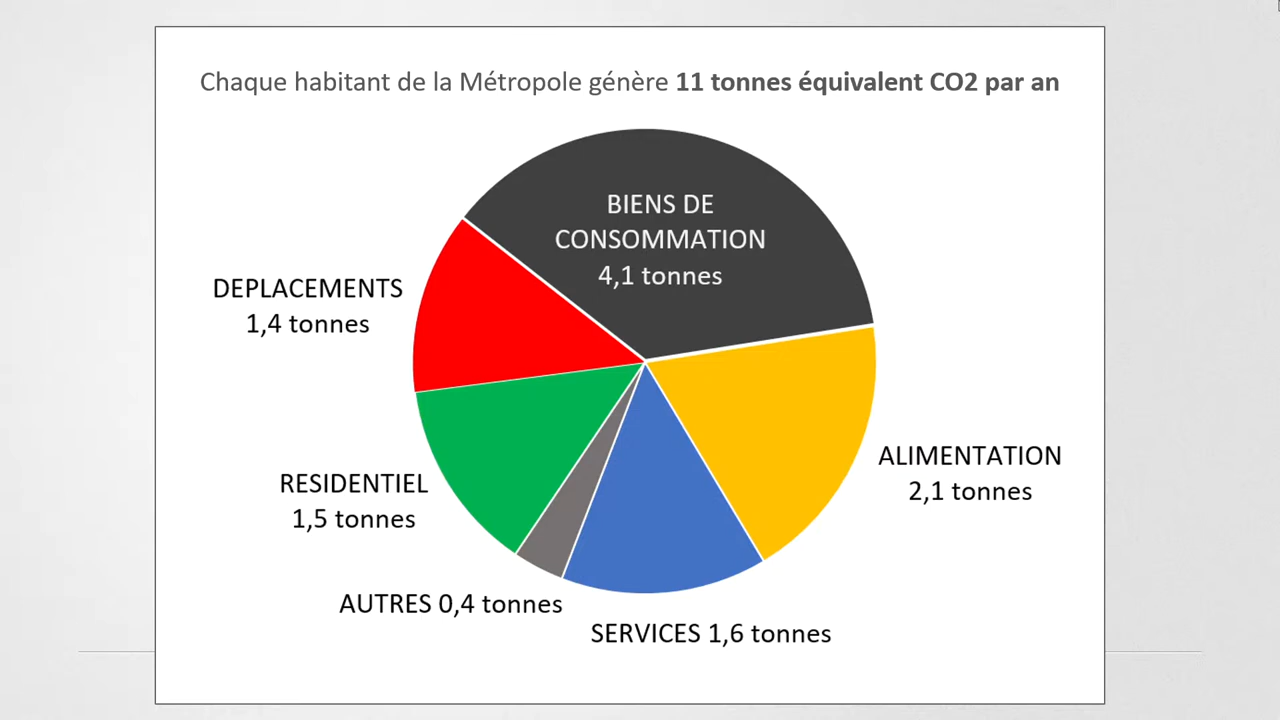 Chaque habitant de la Métropole génère 11 tonnes équivalent CO2 par an
BIENS DE
CONSOMMATION
4,1 tonnes
DEPLACEMENTS
1,4 tonnes
ALIMENTATION
2,1 tonnes
RESIDENTIEL
1,5 tonnes
AUTRES 0,4 tonnes
SERVICES 1,6 tonnes